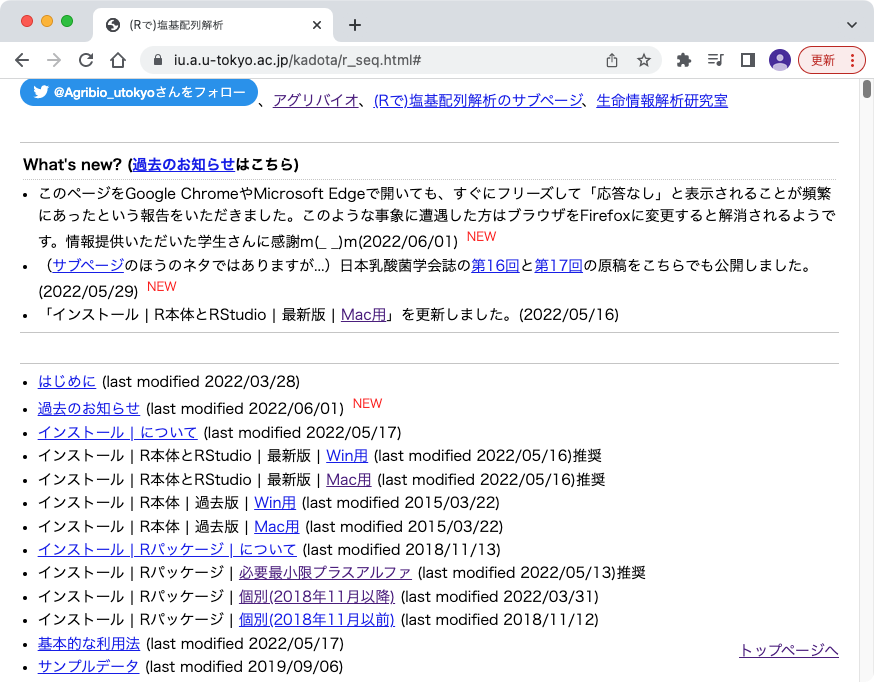 (Rで)塩基配列解析
iu.a.u-tokyo.ac.jp/kadota/r_seq.html#
更新
@Agribio_utokyoさんをフォロー 、アグリバイオ、(Rで)塩基配列解析のサブページ、生命情報解析研究室
What's new? (過去のお知らせはこちら)
このページをGoogle ChromeやMicrosoft Edgeで開いても、すぐにフリーズして「応答なし」と表示されることが頻繁
にあったという報告をいただきました。このような事象に遭遇した方はブラウザをFirefoxに変更すると解消されるようで
す。情報提供いただいた学生さんに感謝m(_ _)m(2022/06/01) NEW
（サブページのほうのネタではありますが...）日本乳酸菌学会誌の第16回と第17回の原稿をこちらでも公開しました。
(2022/05/29) NEW
「インストール | R本体とRStudio | 最新版 | Mac用」を更新しました。(2022/05/16)
はじめに (last modified 2022/03/28)
過去のお知らせ (last modified 2022/06/01) NEW
インストール | について (last modified 2022/05/17)
インストール | R本体とRStudio | 最新版 | Win用 (last modified 2022/05/16)推奨
インストール | R本体とRStudio | 最新版 | Mac用 (last modified 2022/05/16)推奨
インストール | R本体 | 過去版 | Win用 (last modified 2015/03/22)
インストール | R本体 | 過去版 | Mac用 (last modified 2015/03/22)
インストール | Rパッケージ | について (last modified 2018/11/13)
インストール | Rパッケージ | 必要最小限プラスアルファ (last modified 2022/05/13)推奨
インストール | Rパッケージ | 個別(2018年11月以降) (last modified 2022/03/31)
インストール | Rパッケージ | 個別(2018年11月以前) (last modified 2018/11/12)
基本的な利用法 (last modified 2022/05/17)
トップページへ
サンプルデータ (last modified 2019/09/06)